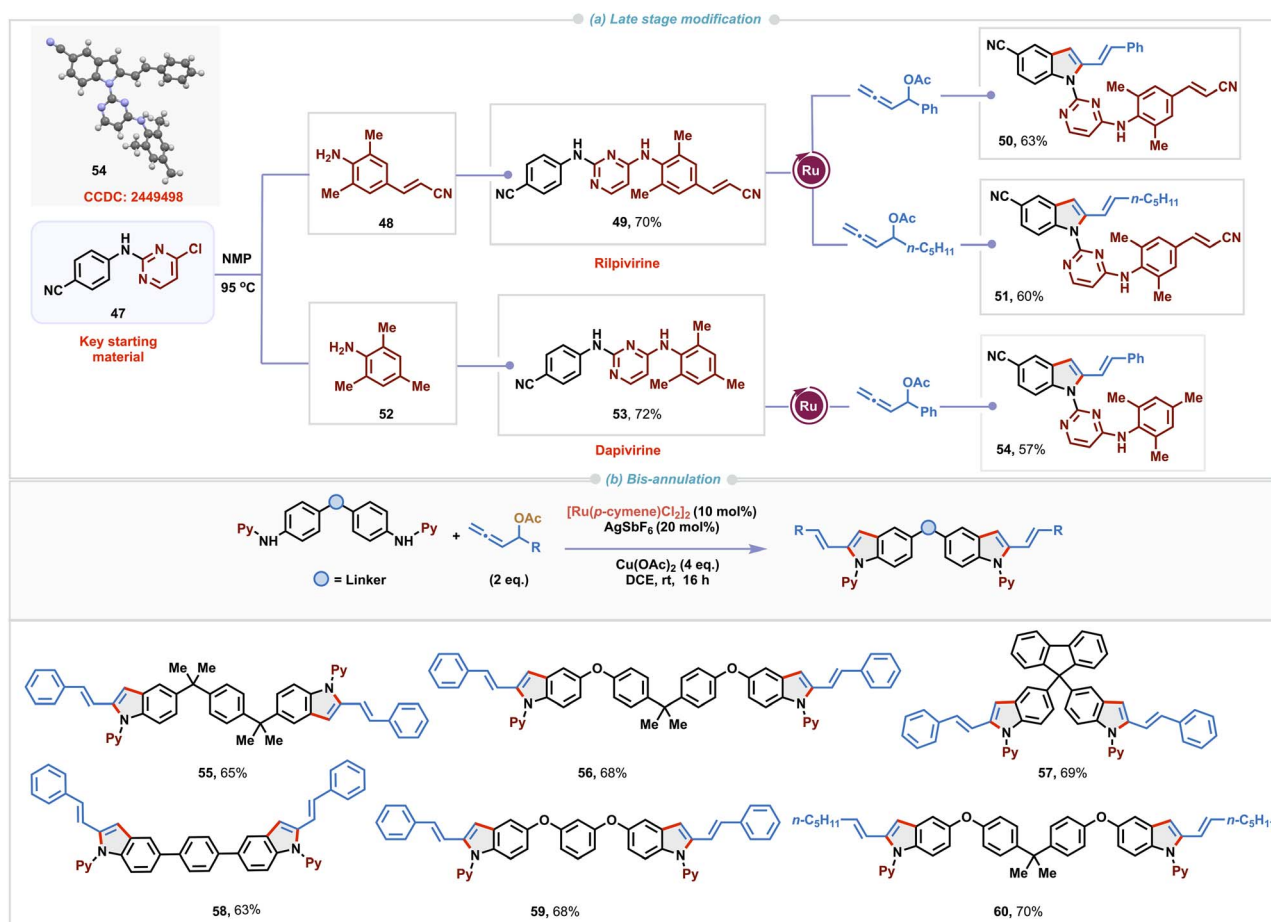 (a) Late stage modification
54
CCDC: 2449498
NC
H
N
N
N
Cl
47
Key starting
material
NMP
95 °C
Me
H₂N
Me
CN
48
Me
H₂N
Me
Me
52
H
N
N
N
H
N
Me
Me
NC
CN
49, 70%
Rilpivirine
H
N
N
N
H
N
Me
Me
Me
NC
53, 72%
Dapivirine
Ru
OAc
Ph
OAc
n-C₅H₁₁
Ru
OAc
Ph
NC
Ph
N
N
N
NH
Me
Me
CN
50, 63%
NC
n-C₅H₁₁
N
N
N
NH
Me
Me
CN
51, 60%
NC
Ph
N
N
N
NH
Me
Me
Me
54, 57%
(b) Bis-annulation
Py
NH
Py
NH
= Linker
+
OAc
R
(2 eq.)
[Ru(p-cymene)Cl₂]₂ (10 mol%)
AgSbF₆ (20 mol%)
Cu(OAc)₂ (4 eq.)
DCE, rt, 16 h
R
N
Py
N
Py
R
N
Py
Me Me
Me Me
Py
N
55, 65%
N
Py
O
Me Me
O
N
Py
56, 68%
N
Py
N
Py
57, 69%
N
Py
N
Py
58, 63%
N
Py
O
O
N
Py
59, 68%
n-C₅H₁₁
N
Py
O
Me Me
O
N
Py
n-C₅H₁₁
60, 70%